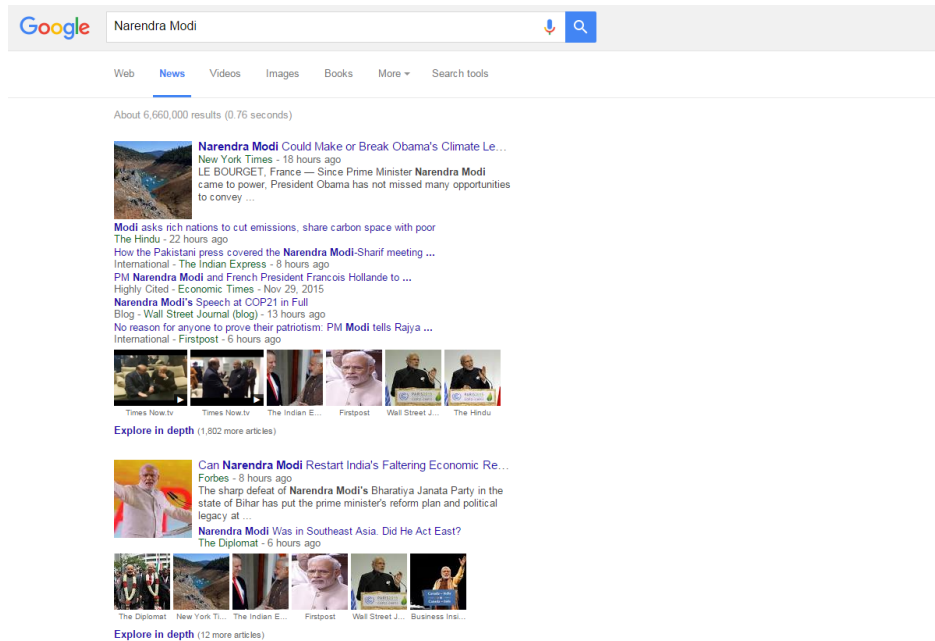 Google
Narendra Modi
Web News Videos Images Books More Search tools
About 6,660,000 results (0.76 seconds)
Narendra Modi Could Make or Break Obama's Climate Le...
New York Times - 18 hours ago
LE BOURGET, France — Since Prime Minister Narendra Modi
came to power, President Obama has not missed many opportunities
to convey ...
Modi asks rich nations to cut emissions, share carbon space with poor
The Hindu - 22 hours ago
How the Pakistani press covered the Narendra Modi-Sharif meeting ...
International - The Indian Express - 8 hours ago
PM Narendra Modi and French President Francois Hollande to ...
Highly Cited - Economic Times - Nov 29, 2015
Narendra Modi's Speech at COP21 in Full
Blog - Wall Street Journal (blog) - 13 hours ago
No reason for anyone to prove their patriotism: PM Modi tells Rajya ...
International - Firstpost - 6 hours ago
Times Now.tv Times Now.tv The Indian E... Firstpost Wall Street J... The Hindu
Explore in depth (1,802 more articles)
Can Narendra Modi Restart India's Faltering Economic Re...
Forbes - 8 hours ago
The sharp defeat of Narendra Modi's Bharatiya Janata Party in the
state of Bihar has put the prime minister's reform plan and political
legacy at ...
Narendra Modi Was in Southeast Asia. Did He Act East?
The Diplomat - 6 hours ago
The Diplomat New York Ti... The Indian E... Firstpost Wall Street J... Business Insi...
Explore in depth (12 more articles)